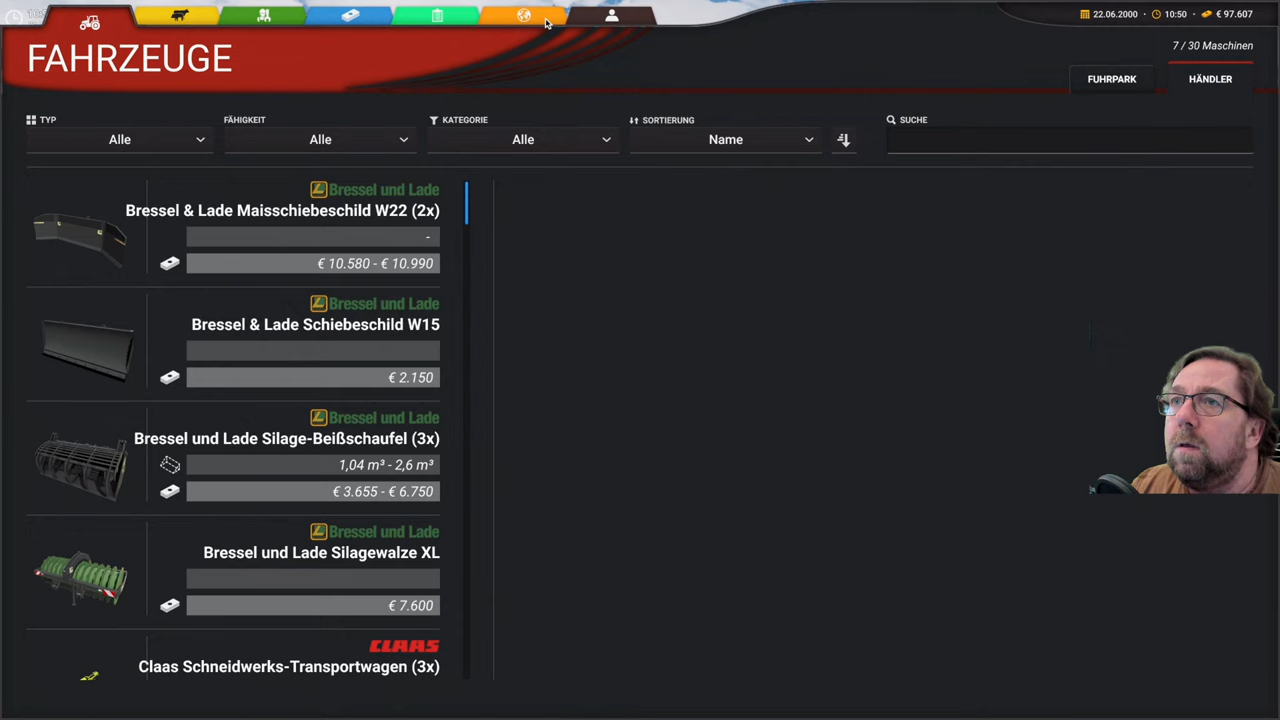 22.06.2000 10:50 € 97.607
FAHRZEUGE
7 / 30 Maschinen
FUHRPARK HÄNDLER
TYP FÄHIGKEIT KATEGORIE SORTIERUNG SUCHE
Alle Alle Alle Name
Bressel und Lade
Bressel & Lade Maisschiebeschild W22 (2x)
-
€ 10.580 - € 10.990
Bressel und Lade
Bressel & Lade Schiebeschild W15
€ 2.150
Bressel und Lade
Bressel und Lade Silage-Beißschaufel (3x)
1,04 m³ - 2,6 m³
€ 3.655 - € 6.750
Bressel und Lade
Bressel und Lade Silagewalze XL
€ 7.600
CLAAS
Claas Schneidwerks-Transportwagen (3x)